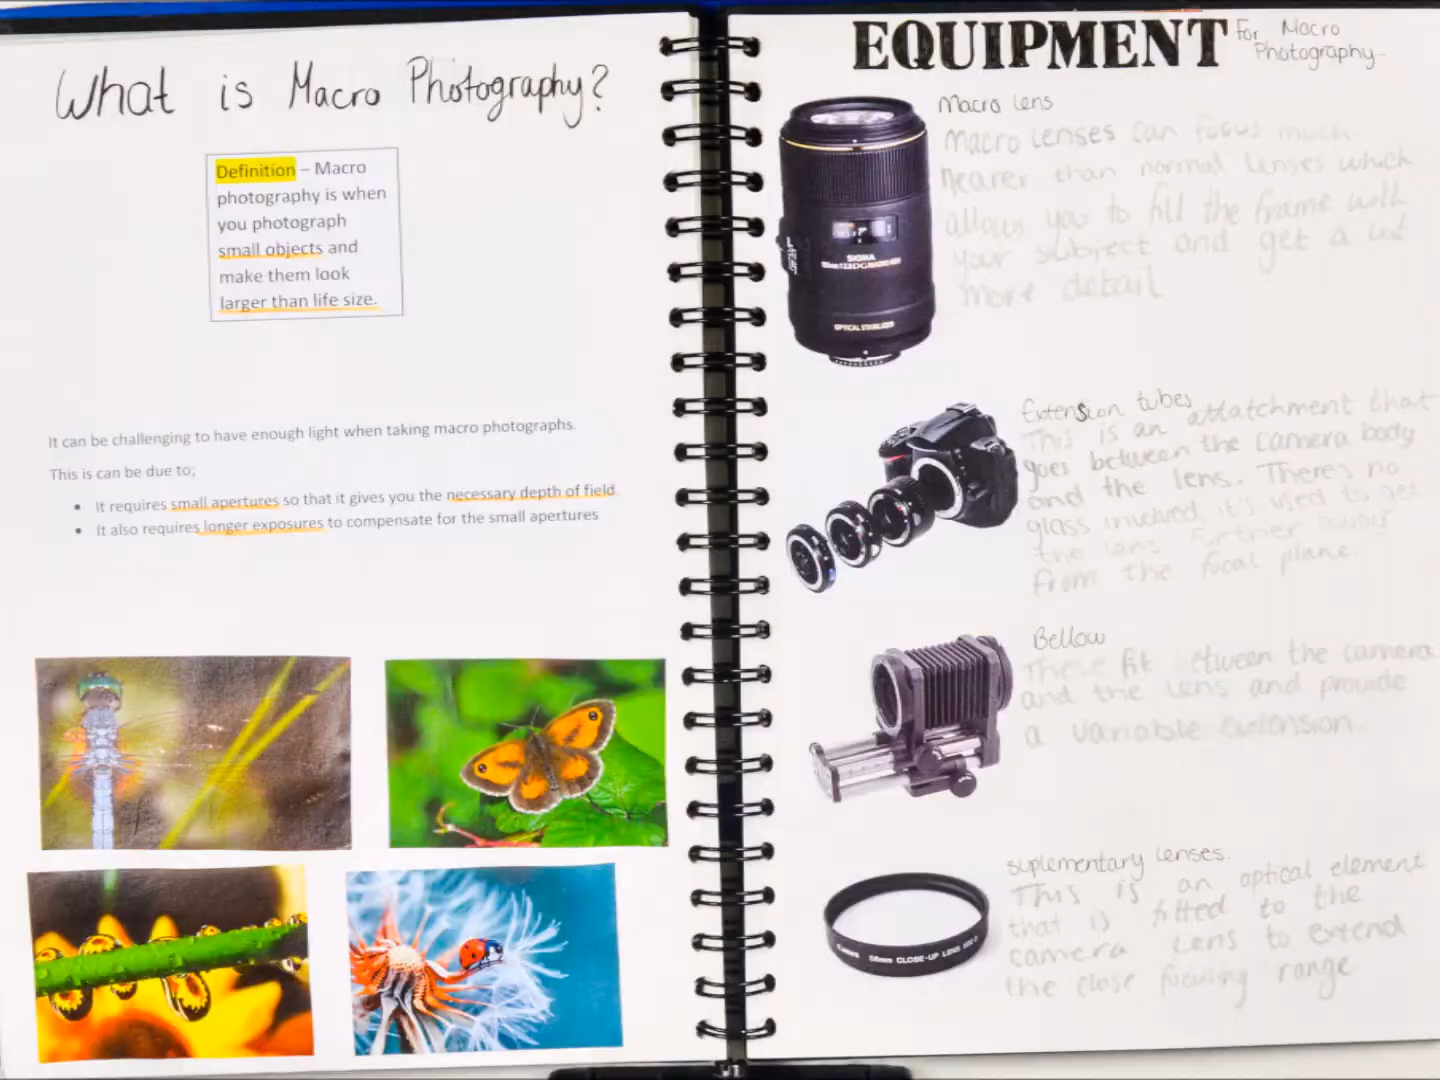 What is Macro Photography?
Definition – Macro
photography is when
you photograph
small objects and
make them look
larger than life size.
It can be challenging to have enough light when taking macro photographs.
This is can be due to;
• It requires small apertures so that it gives you the necessary depth of field
• It also requires longer exposures to compensate for the small apertures
EQUIPMENT for Macro
Photography
Macro Lens
Macro lenses can focus much
nearer than normal lenses which
allows you to fill the frame with
your subject and get a lot
more detail
SIGMA
OPTICAL STABILIZER
Extension tubes
This is an attatchment that
goes between the camera body
and the lens. There's no
glass involved, it's used to get
the lens further away
from the focal plane.
Bellow
These fit between the camera
and the lens and provide
a variable extension.
suplementary lenses.
This is an optical element
that is fitted to the
camera lens to extend
the close focusing range
58mm CLOSE-UP LENS